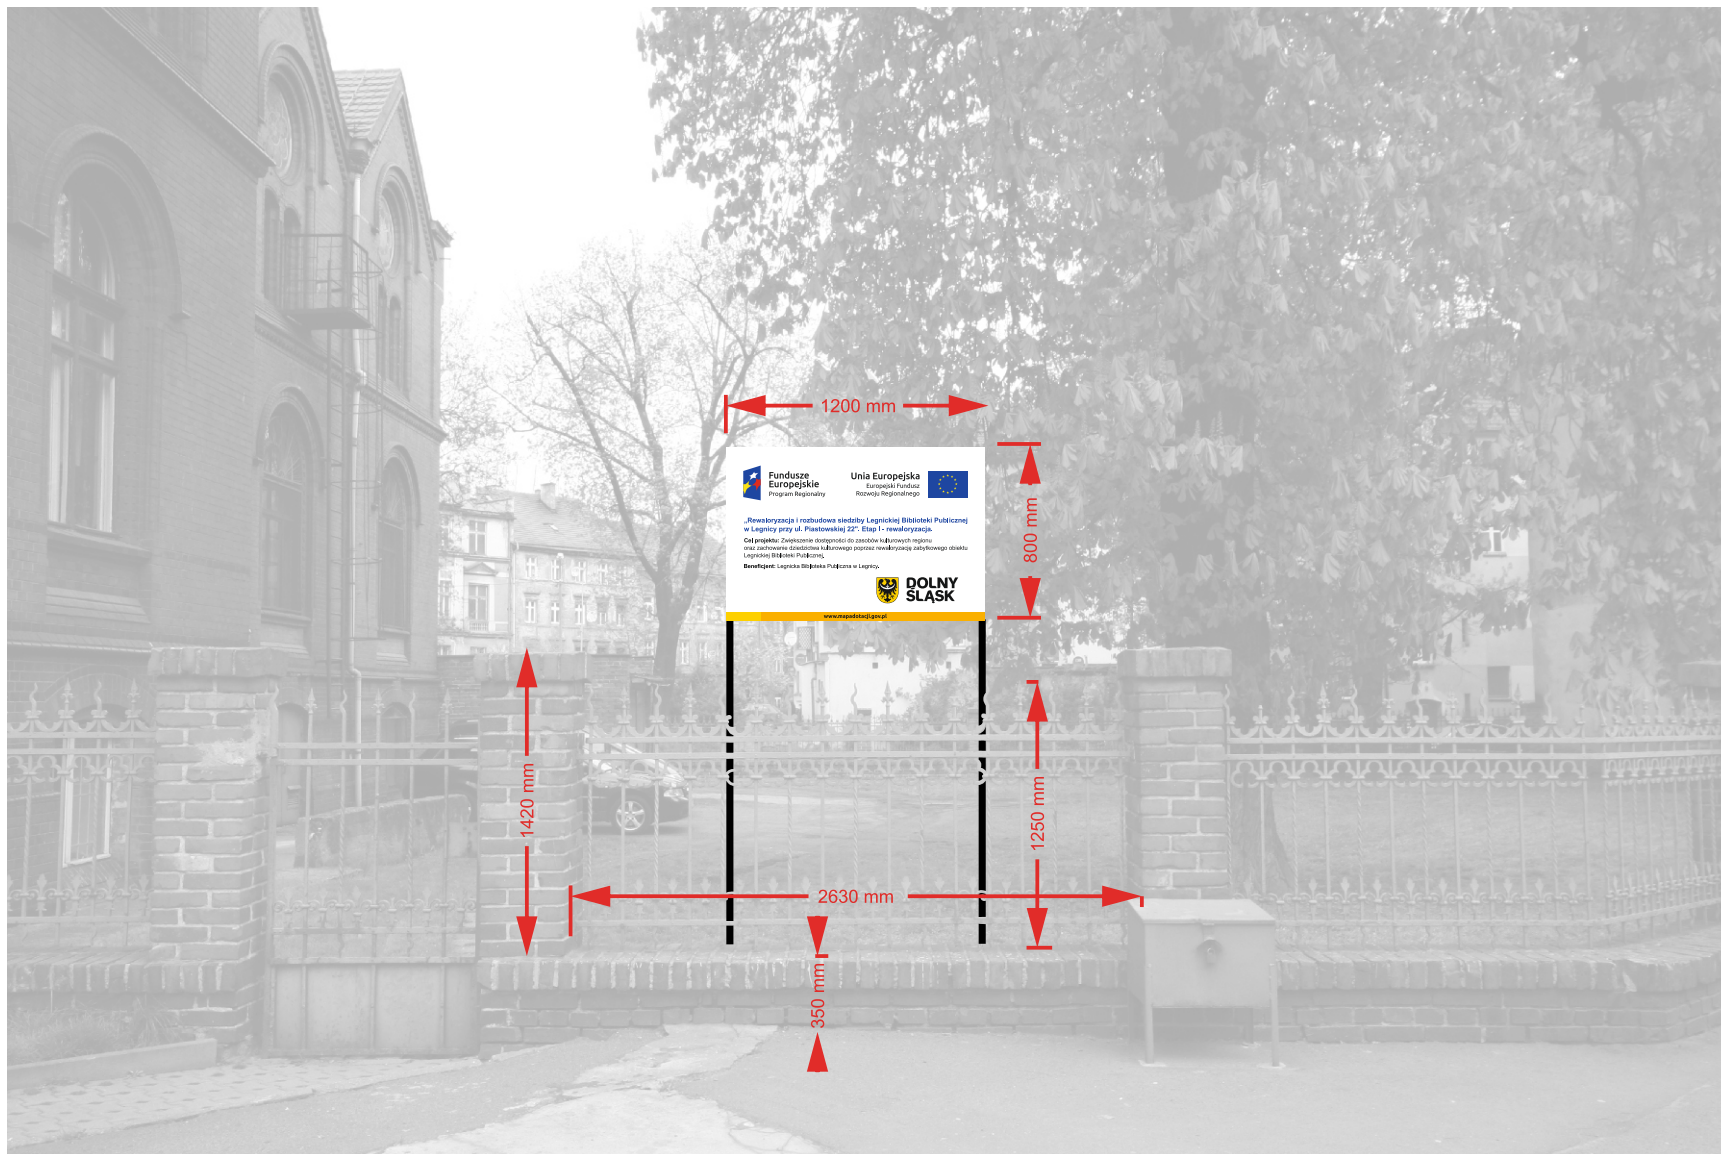 1200 mm
Fundusze
Europejskie
Program Regionalny
Unia Europejska
Europejski Fundusz
Rozwoju Regionalnego
„Rewaloryzacja i rozbudowa siedziby Legnickiej Biblioteki Publicznej
w Legnicy przy ul. Piastowskiej 22”. Etap I - rewaloryzacja.
Cel projektu: Zwiększenie dostępności do zasobów kulturowych regionu
oraz zachowanie dziedzictwa kulturowego poprzez rewaloryzację zabytkowego obiektu
Legnickiej Biblioteki Publicznej.
Beneficjent: Legnicka Biblioteka Publiczna w Legnicy.
DOLNY
ŚLĄSK
www.mapadotacji.gov.pl
800 mm
1420 mm
1250 mm
2630 mm
350 mm